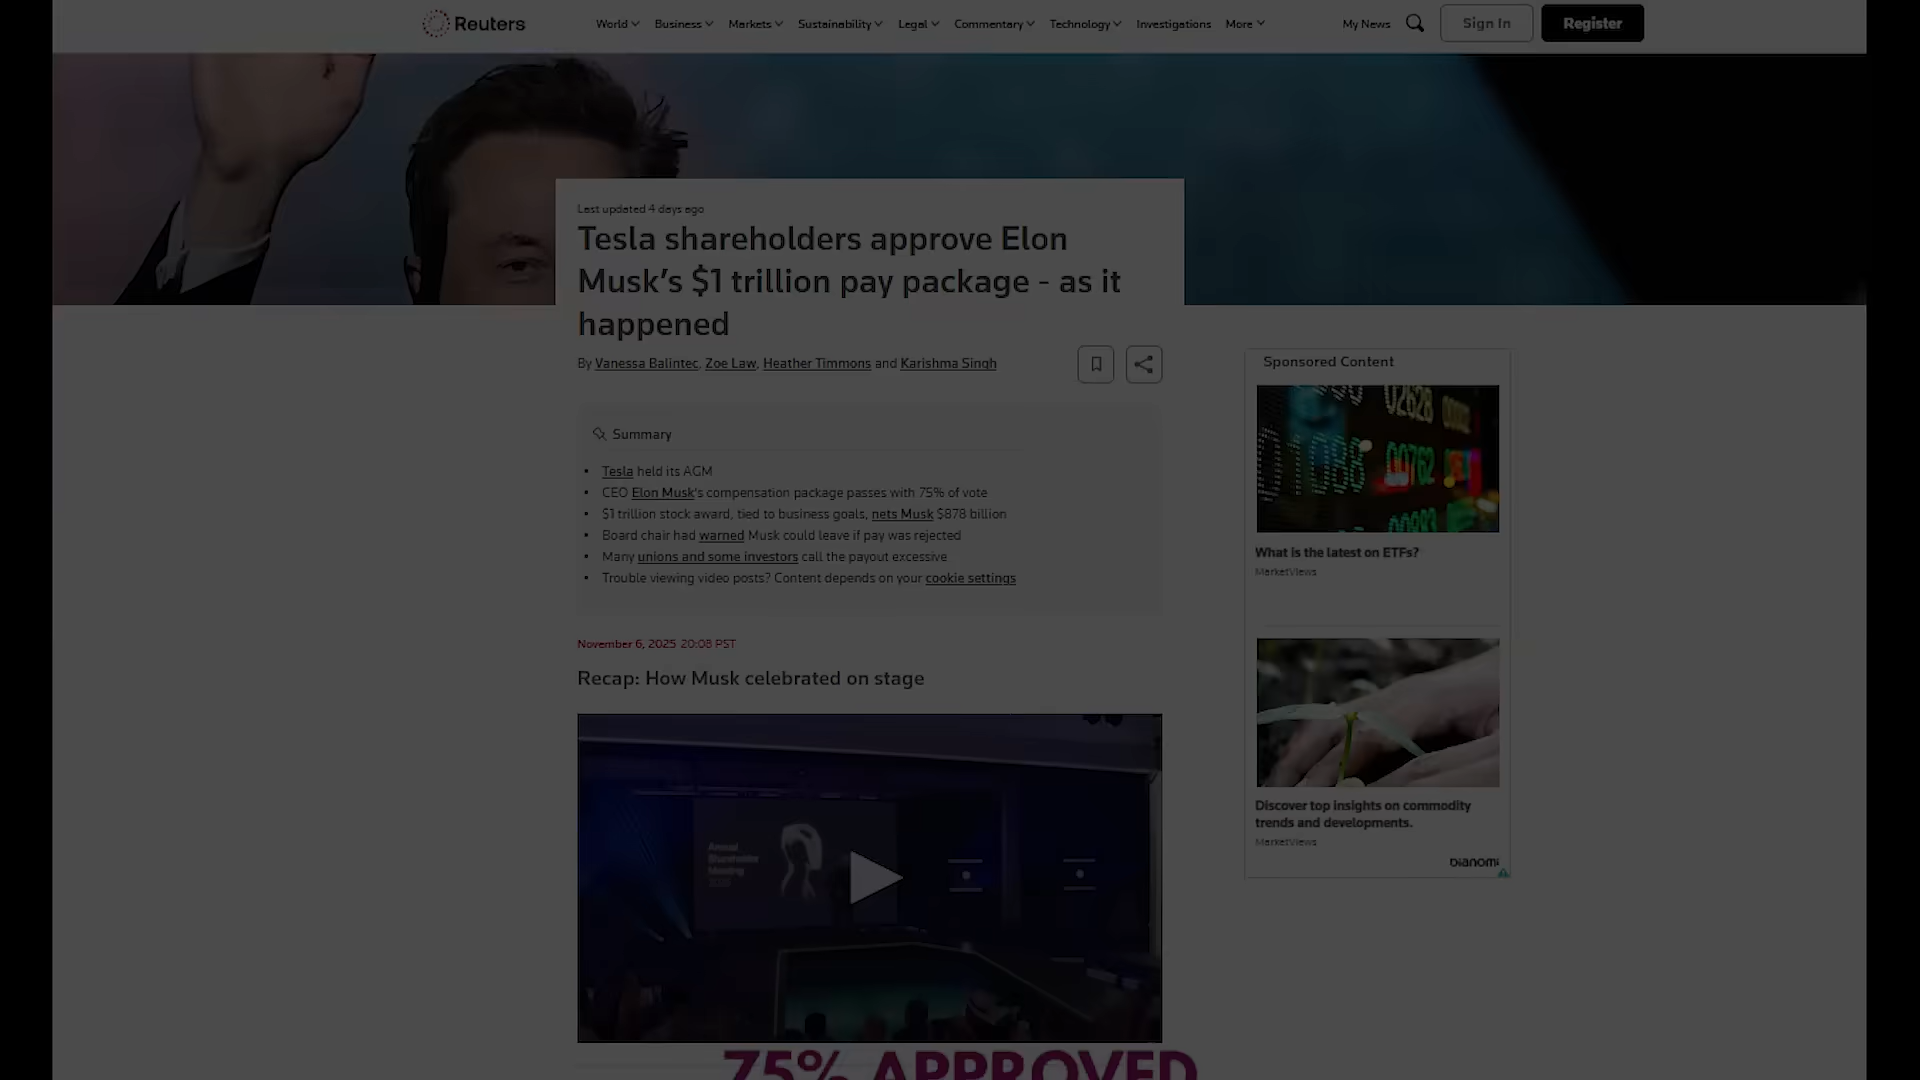 Reuters
World Business Markets Sustainability Legal Commentary Technology Investigations More My News Sign In Register
Last updated 4 days ago
Tesla shareholders approve Elon
Musk's $1 trillion pay package - as it
happened
By Vanessa Balintec, Zoe Law, Heather Timmons and Karishma Singh
Summary
• Tesla held its AGM
• CEO Elon Musk's compensation package passes with 75% of vote
• $1 trillion stock award, tied to business goals, nets Musk $878 billion
• Board chair had warned Musk could leave if pay was rejected
• Many unions and some investors call the payout excessive
• Trouble viewing video posts? Content depends on your cookie settings
November 6, 2025 20:08 PST
Recap: How Musk celebrated on stage
Annual
Shareholder
Meeting
75% APPROVED
Sponsored Content
02628
00762
What is the latest on ETFs?
MarketViews
Discover top insights on commodity
trends and developments.
MarketViews
DIANOMI